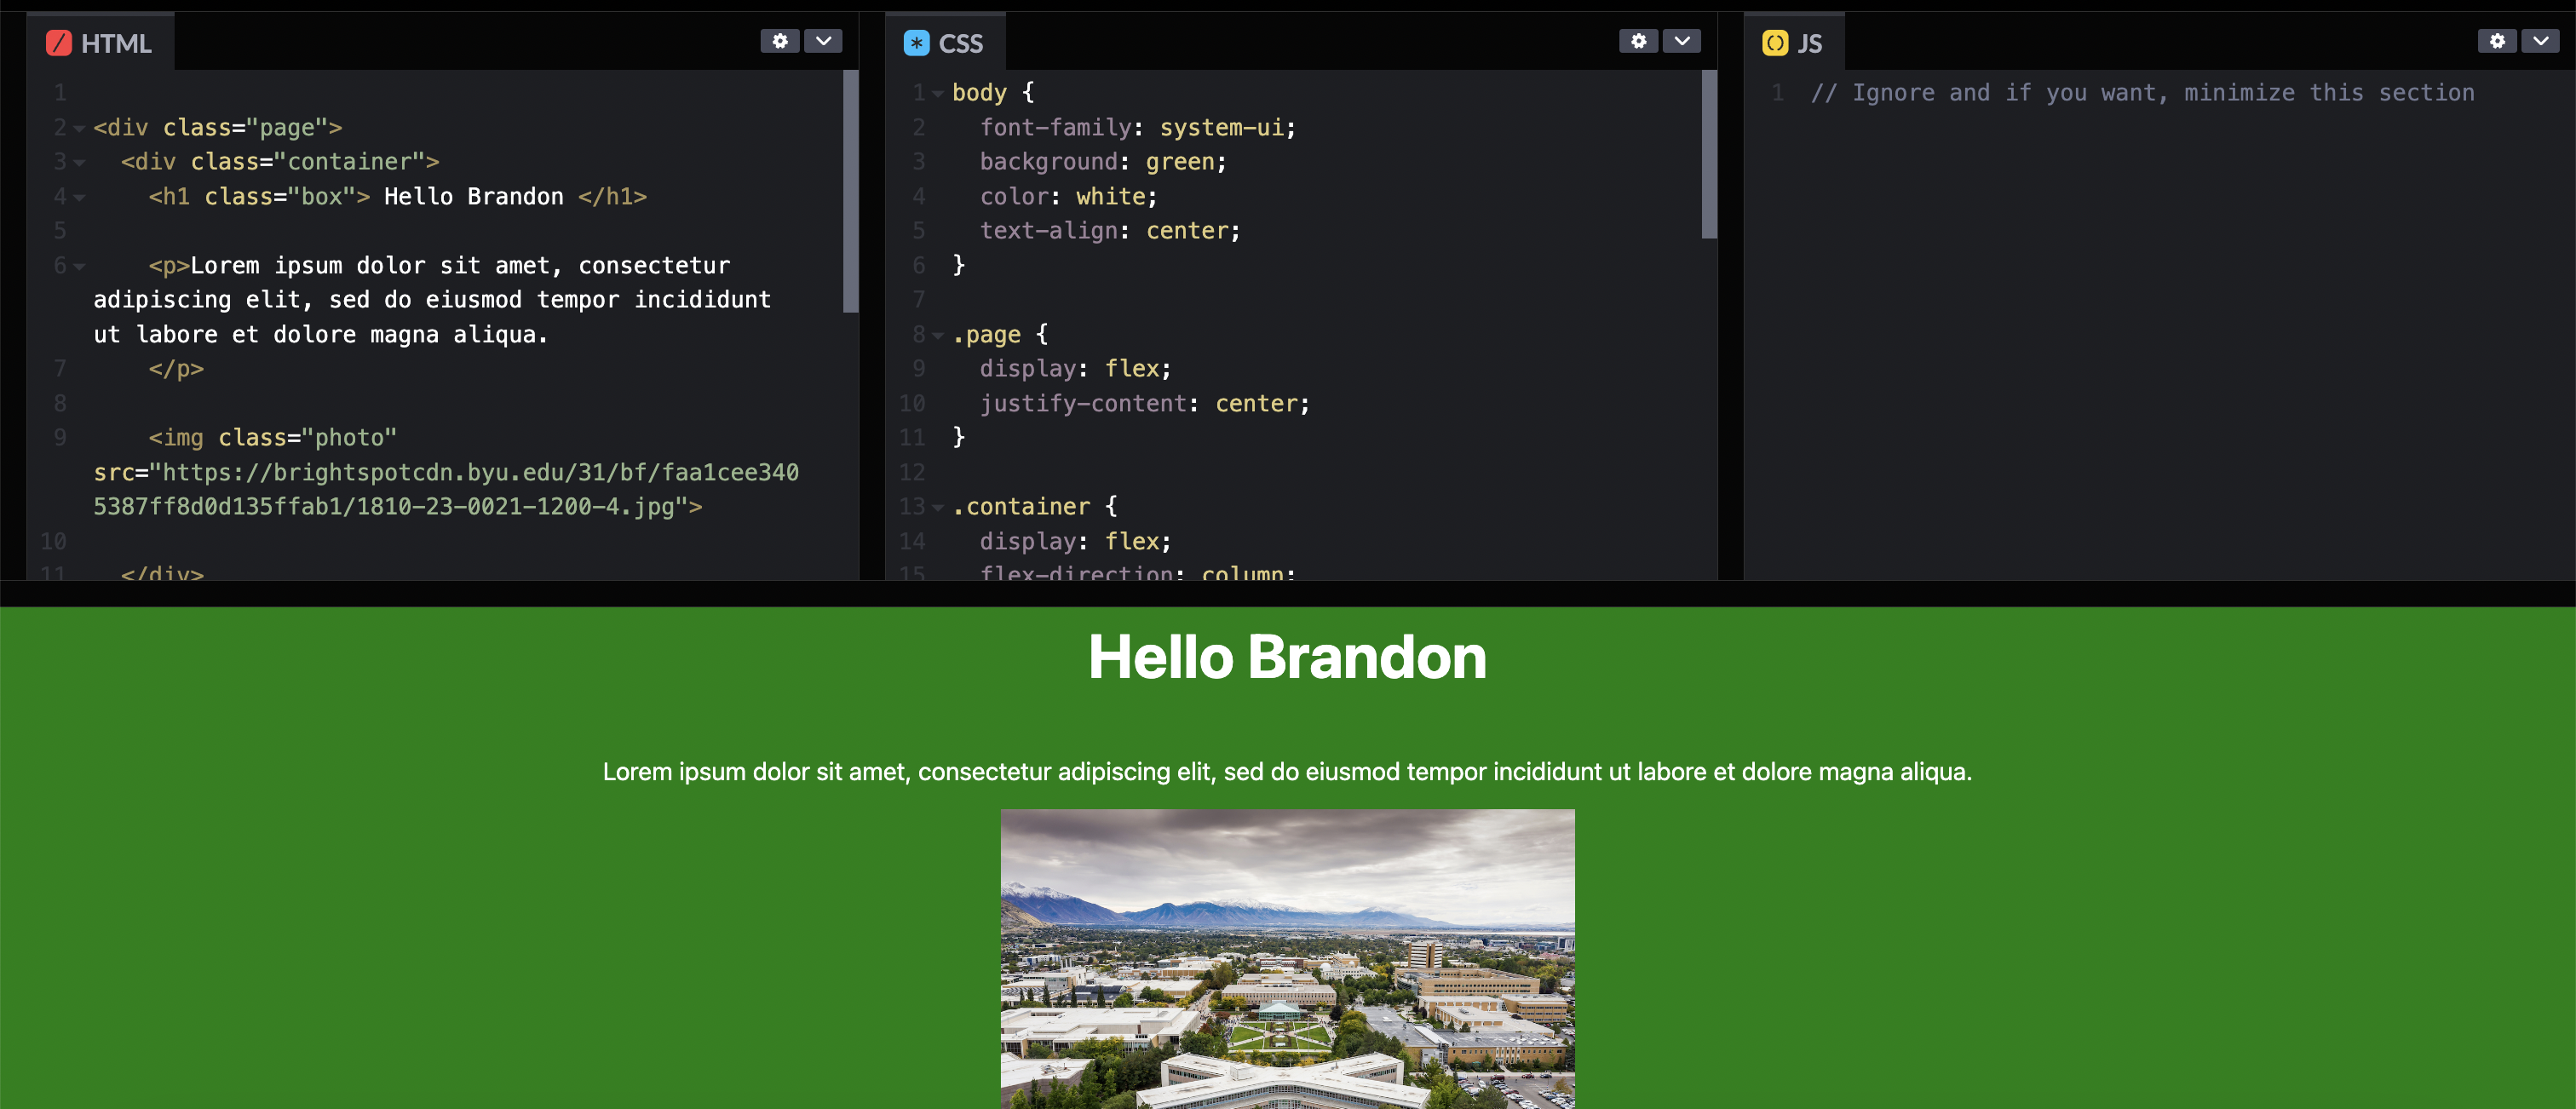 HTML
1
2 <div class="page">
3 <div class="container">
4 <h1 class="box"> Hello Brandon </h1>
5
6 <p>Lorem ipsum dolor sit amet, consectetur
adipiscing elit, sed do eiusmod tempor incididunt
ut labore et dolore magna aliqua.
7 </p>
8
9 <img class="photo"
src="https://brightspotcdn.byu.edu/31/bf/faa1cee340
5387ff8d0d135ffab1/1810-23-0021-1200-4.jpg">
10
11 </div>
CSS
1 body {
2 font-family: system-ui;
3 background: green;
4 color: white;
5 text-align: center;
6 }
7
8 .page {
9 display: flex;
10 justify-content: center;
11 }
12
13 .container {
14 display: flex;
15 flex-direction: column;
JS
1 // Ignore and if you want, minimize this section
Hello Brandon
Lorem ipsum dolor sit amet, consectetur adipiscing elit, sed do eiusmod tempor incididunt ut labore et dolore magna aliqua.